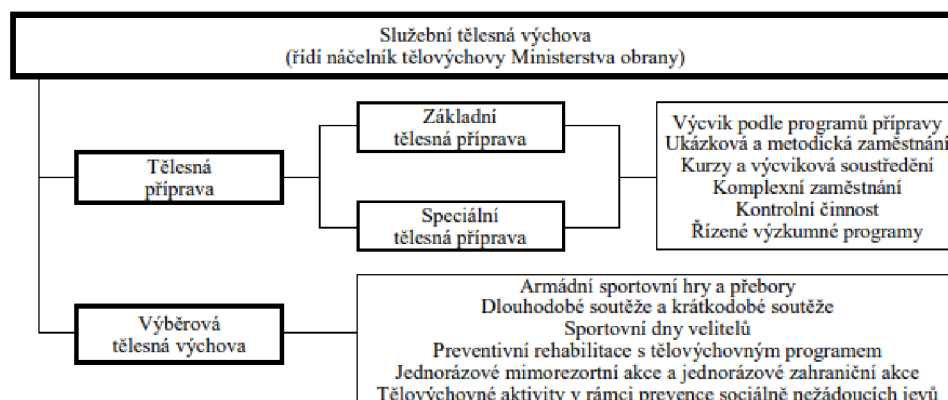 Služební tělesná výchova
(řídí náčelník tělovýchovy Ministerstva obrany)
Tělesná
příprava
Základní
tělesná příprava
Speciální
tělesná příprava
Výcvik podle programů přípravy
Ukázková a metodická zaměstnání
Kurzy a výcviková soustředění
Komplexní zaměstnání
Kontrolní činnost
Řízené výzkumné programy
Výběrová
tělesná výchova
Armádní sportovní hry a přebory
Dlouhodobé soutěže a krátkodobé soutěže
Sportovní dny velitelů
Preventivní rehabilitace s tělovýchovným programem
Jednorázové mimorezortní akce a jednorázové zahraniční akce
Tělovýchovné aktivity v rámci prevence sociálně nežádoucích jevů